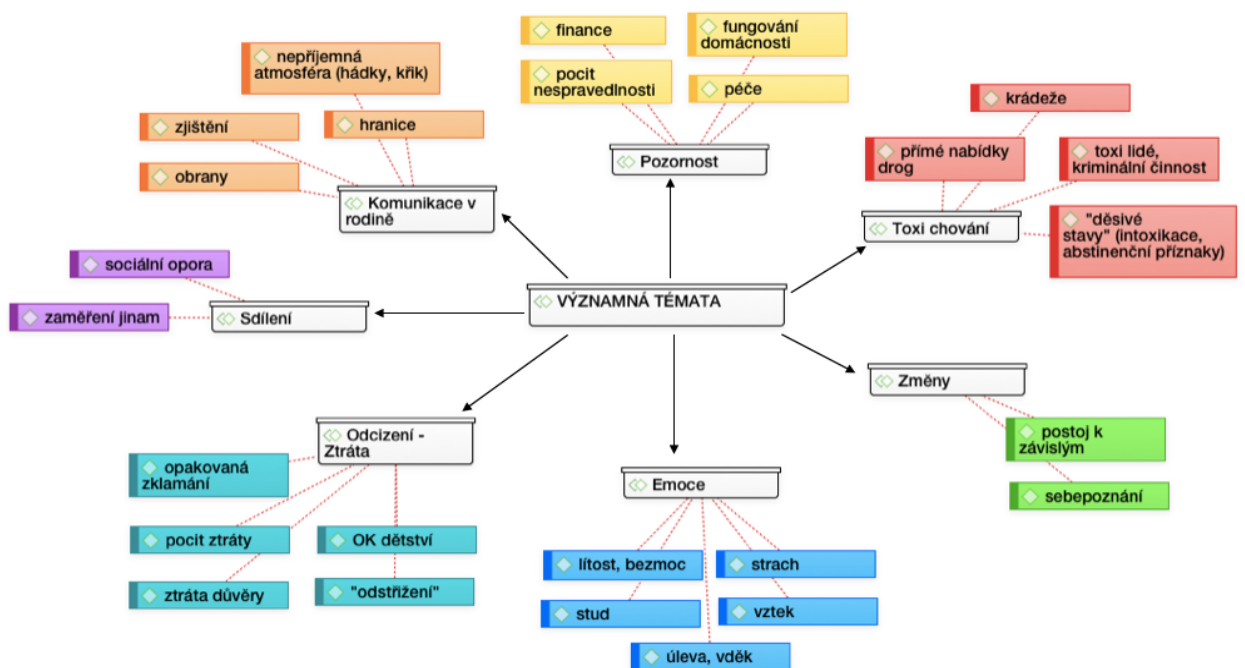 finance
fungování
domácnosti
nepříjemná
atmosféra (hádky, křik)
pocit
nespravedlnosti
péče
krádeže
zjištění
hranice
Pozornost
přímé nabídky
drog
toxi lidé,
kriminální činnost
obrany
Komunikace v
rodině
Toxi chování
"děsivé
stavy" (intoxikace,
abstinenční příznaky)
sociální opora
zaměření jinam
Sdílení
VÝZNAMNÁ TÉMATA
Změny
Odcizení -
Ztráta
postoj k
závislým
opakovaná
zklamání
Emoce
sebepoznání
pocit ztráty
OK dětství
lítost, bezmoc
strach
ztráta důvěry
"odstřižení"
stud
vztek
úleva, vděk